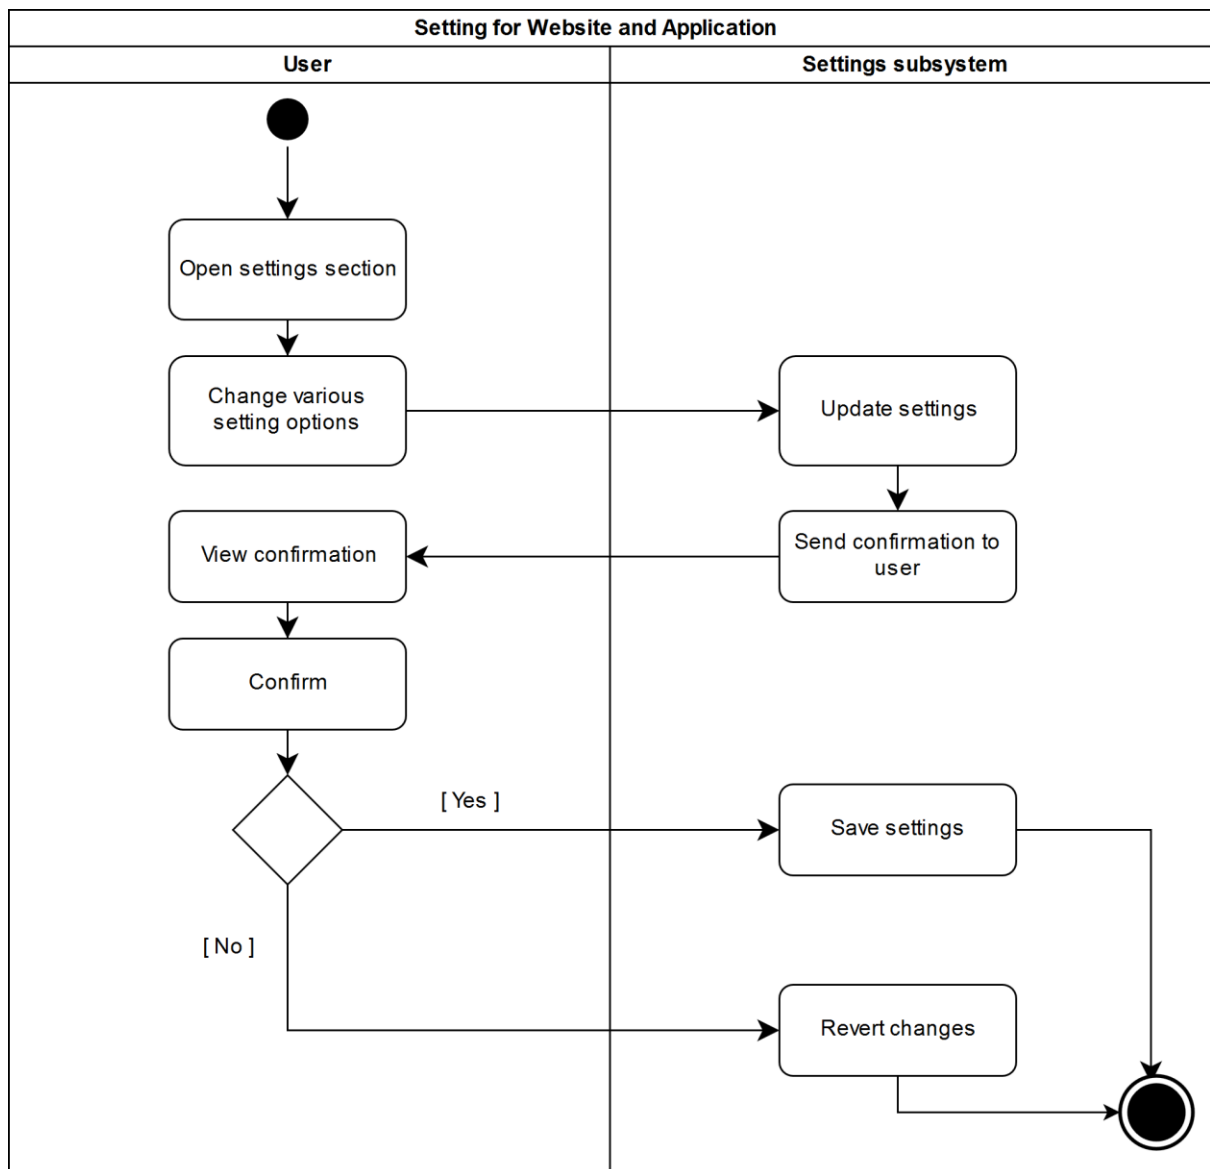 Setting for Website and Application
User
Settings subsystem
Open settings section
Change various
setting options
Update settings
View confirmation
Send confirmation to
user
Confirm
[ Yes ]
Save settings
[ No ]
Revert changes